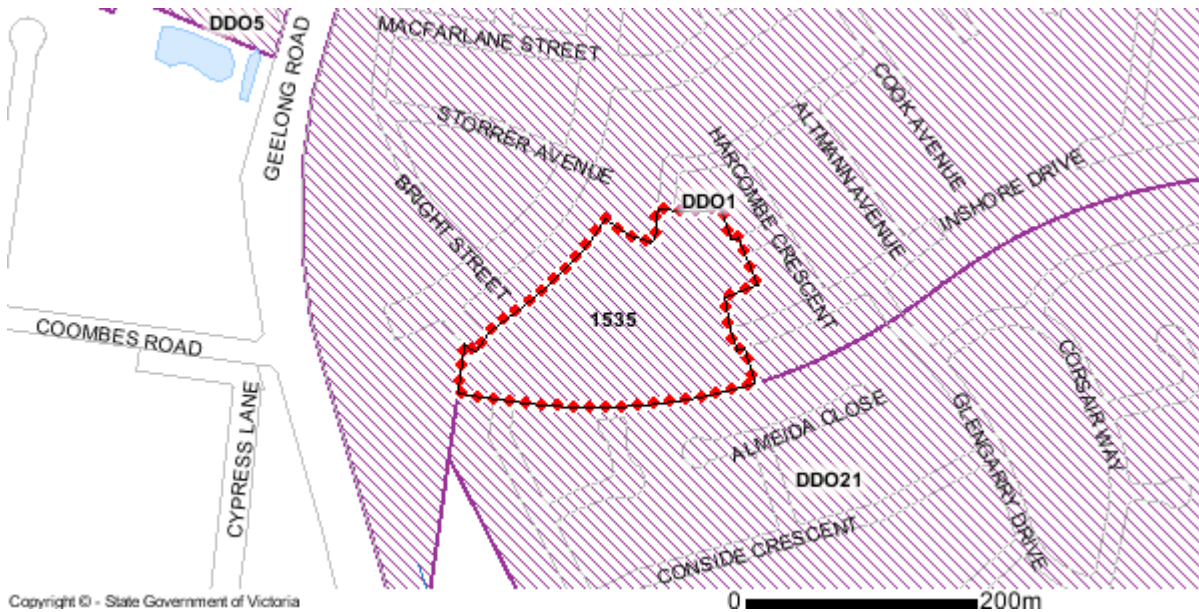 DDO5
MACFARLANE STREET
GEELONG ROAD
COOK AVENUE
STORRER AVENUE
ALTMANN AVENUE
HARCOMBE CRESCENT
INSHORE DRIVE
DDO1
BRIGHT STREET
1535
COOMBES ROAD
CORSAIR WAY
CYPRESS LANE
ALMEIDA CLOSE
GLENGARRY DRIVE
DDO21
CONSIDE CRESCENT
Copyright © - State Government of Victoria
0 200m